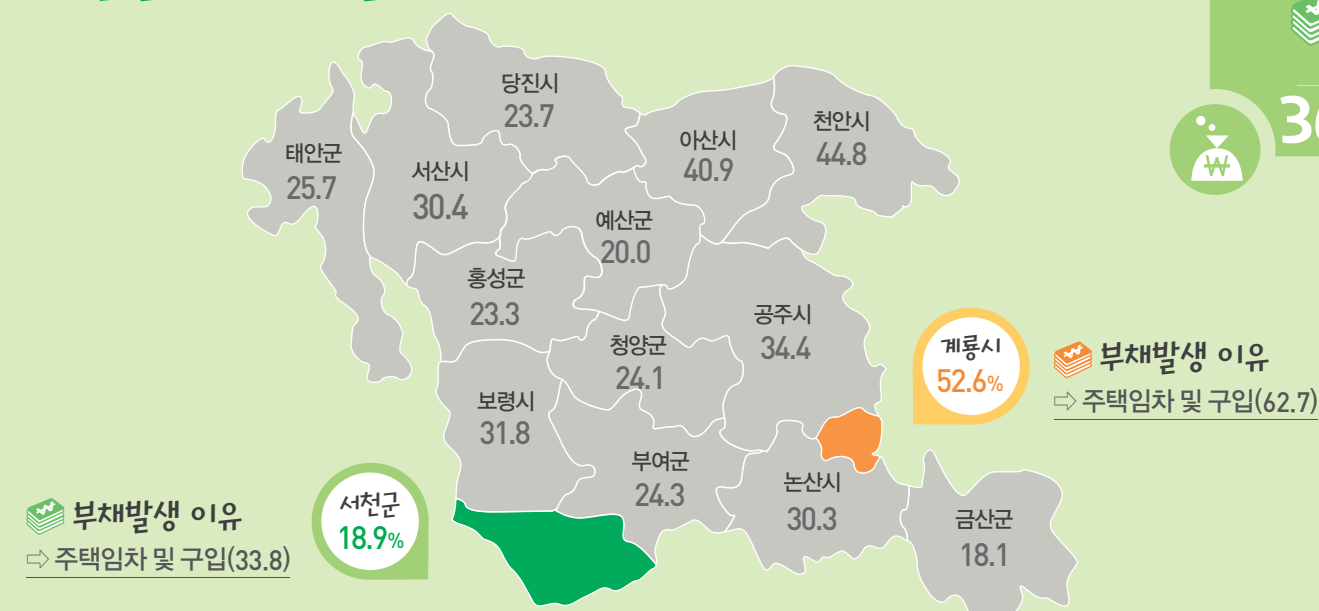 당진시
23.7
아산시
40.9
천안시
44.8
태안군
25.7
서산시
30.4
예산군
20.0
홍성군
23.3
청양군
24.1
공주시
34.4
계룡시
52.6%
부채발생 이유
⇨ 주택임차 및 구입(62.7)
보령시
31.8
부여군
24.3
논산시
30.3
금산군
18.1
서천군
18.9%
부채발생 이유
⇨ 주택임차 및 구입(33.8)
₩